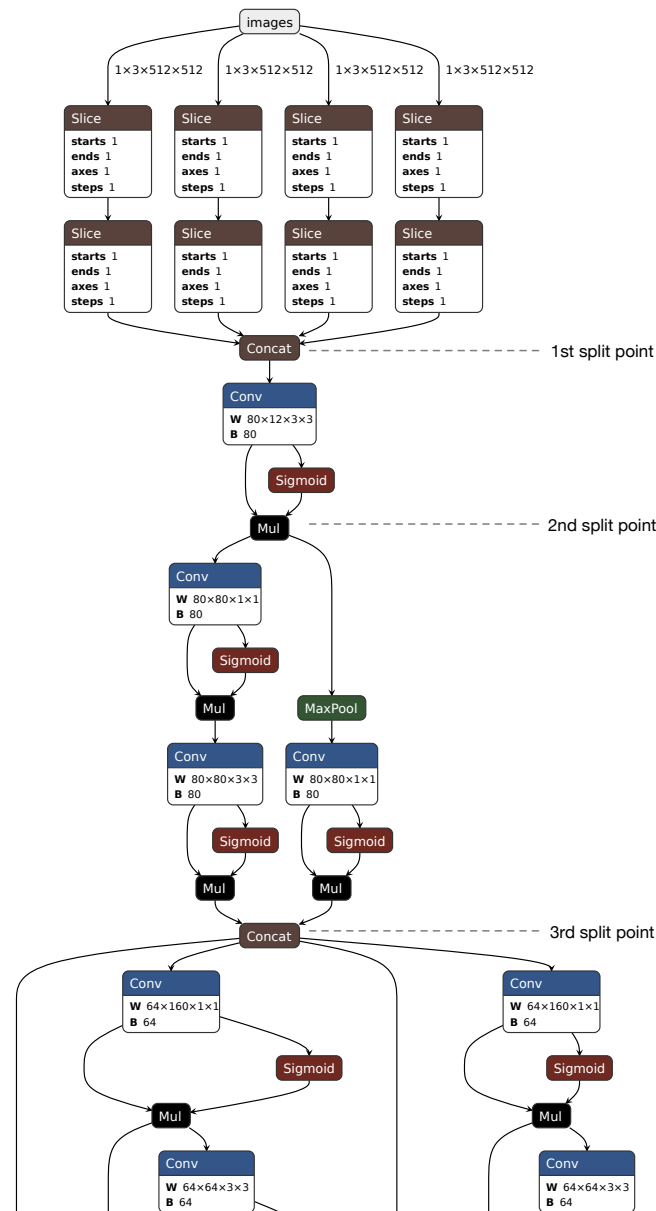 images
1×3×512×512 1×3×512×512 1×3×512×512 1×3×512×512
Slice Slice Slice Slice
starts 1 starts 1 starts 1 starts 1
ends 1 ends 1 ends 1 ends 1
axes 1 axes 1 axes 1 axes 1
steps 1 steps 1 steps 1 steps 1
Slice Slice Slice Slice
starts 1 starts 1 starts 1 starts 1
ends 1 ends 1 ends 1 ends 1
axes 1 axes 1 axes 1 axes 1
steps 1 steps 1 steps 1 steps 1
Concat 1st split point
Conv
W 80×12×3×3
B 80
Sigmoid
Mul 2nd split point
Conv
W 80×80×1×1
B 80
Sigmoid
Mul MaxPool
Conv Conv
W 80×80×3×3 W 80×80×1×1
B 80 B 80
Sigmoid Sigmoid
Mul Mul
Concat 3rd split point
Conv Conv
W 64×160×1×1 W 64×160×1×1
B 64 B 64
Sigmoid Sigmoid
Mul Mul
Conv Conv
W 64×64×3×3 W 64×64×3×3
B 64 B 64